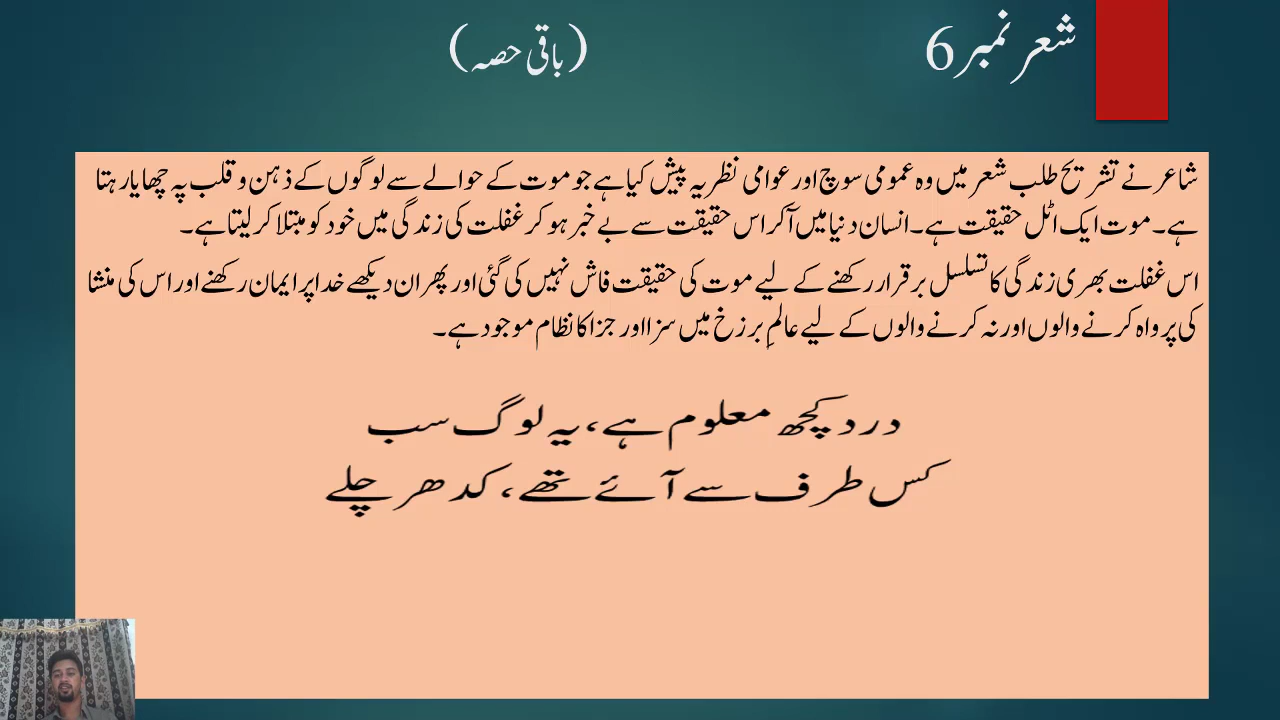 شعر نمبر 6
(باقی حصہ)
شاعر نے تشریح طلب شعر میں وہ عمومی سوچ اور عوامی نظریہ پیش کیا ہے جو موت کے حوالے سے لوگوں کے ذہن و قلب پہ چھایا رہتا
ہے۔ موت ایک اٹل حقیقت ہے۔ انسان دنیا میں آکر اس حقیقت سے بے خبر ہو کر غفلت کی زندگی میں خود کو مبتلا کر لیتا ہے۔
اس غفلت بھری زندگی کا تسلسل برقرار رکھنے کے لیے موت کی حقیقت فاش نہیں کی گئی اور پھر ان دیکھے خدا پر ایمان رکھنے اور اس کی منشا
کی پرواہ کرنے والوں اور نہ کرنے والوں کے لیے عالمِ برزخ میں سزا اور جزا کا نظام موجود ہے۔
درد کچھ معلوم ہے، یہ لوگ سب
کس طرف سے آئے تھے، کدھر چلے